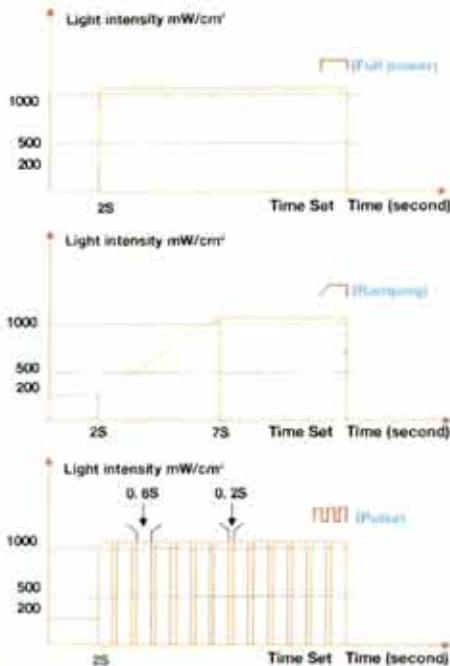 Light intensity mW/cm²
(Full power)
1000
500
200
2S Time Set Time (second)
Light intensity mW/cm²
(Ramping)
1000
500
200
2S 7S Time Set Time (second)
Light intensity mW/cm²
0.6S 0.2S
(Pulse)
1000
500
200
2S Time Set Time (second)